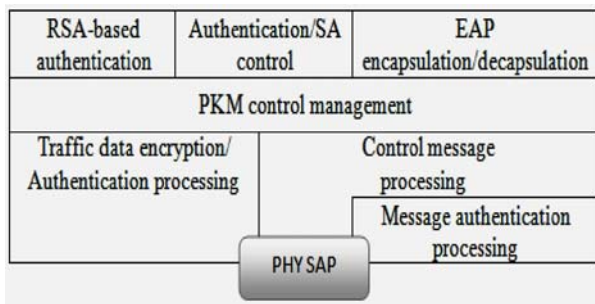 RSA-based
authentication
Authentication/SA
control
EAP
encapsulation/decapsulation
PKM control management
Traffic data encryption/
Authentication processing
Control message
processing
Message authentication
processing
PHY SAP